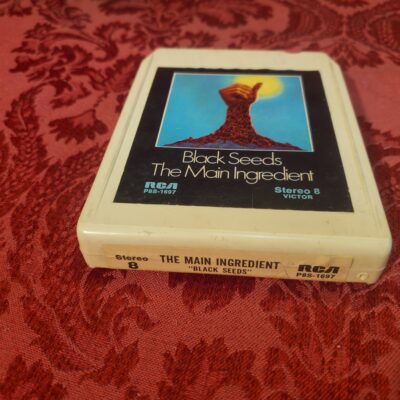 Black Seeds
The Main Ingredient
RCA
P8S-1697
Stereo 8
VICTOR
Stereo
8
THE MAIN INGREDIENT
"BLACK SEEDS"
RCA
P8S-1697